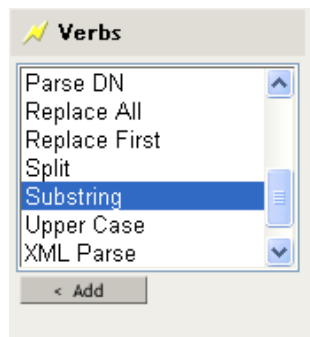 Verbs
Parse DN
Replace All
Replace First
Split
Substring
Upper Case
XML Parse
< Add